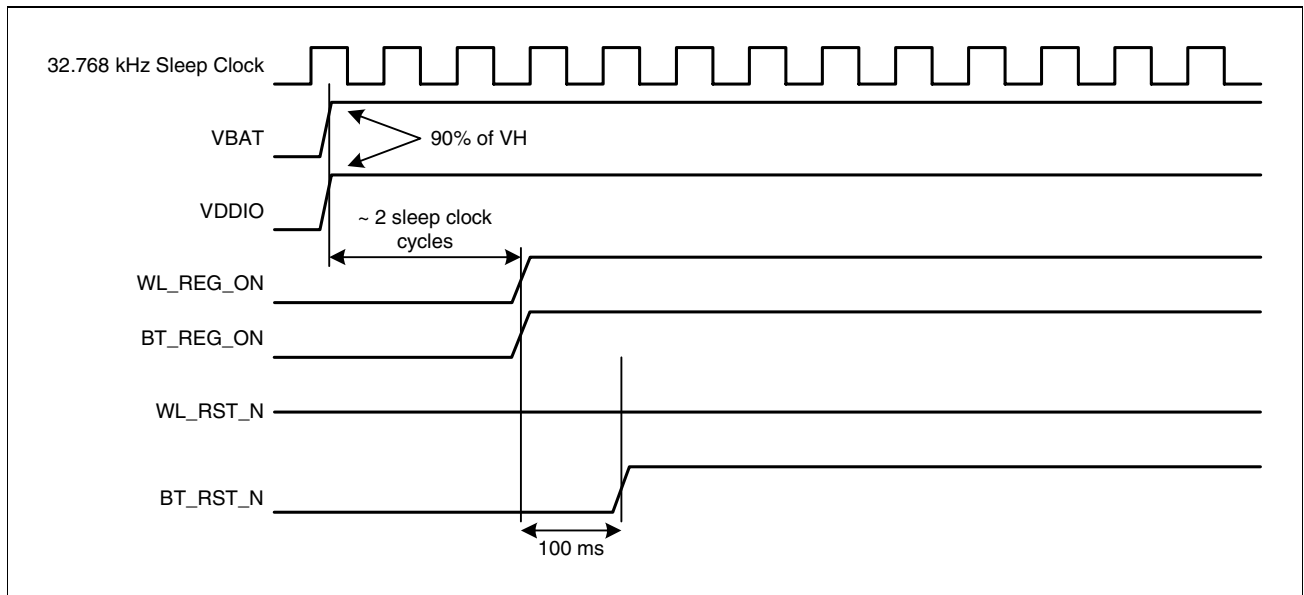 32.768 kHz Sleep Clock
VBAT
90% of VH
VDDIO
~ 2 sleep clock
cycles
WL_REG_ON
BT_REG_ON
WL_RST_N
BT_RST_N
100 ms